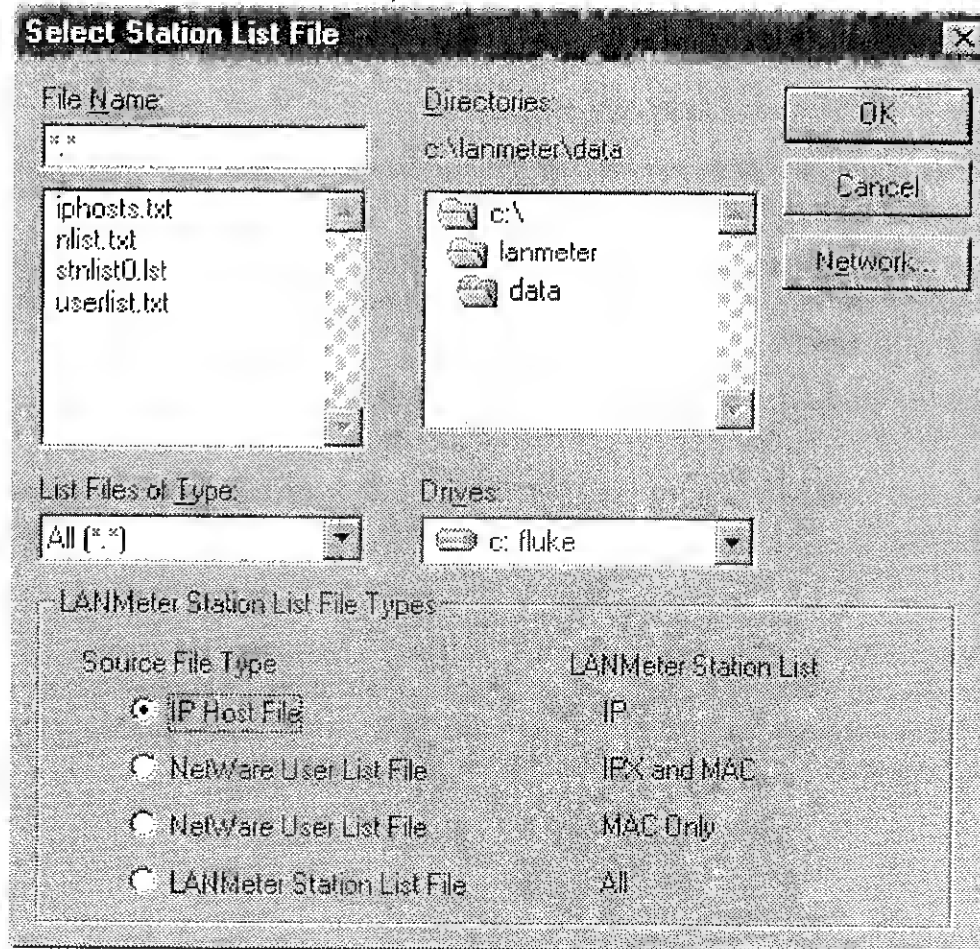 Select Station List File
File Name:
*.*
iphosts.txt
nlist.txt
stnlist0.lst
userlist.txt
List Files of Type:
All (*.*)
Directories:
c:\lanmeter\data
c:\
lanmeter
data
Drives:
c: fluke
OK
Cancel
Network...
LANMeter Station List File Types
Source File Type LANMeter Station List
IP Host File IP
NetWare User List File IPX and MAC
NetWare User List File MAC Only
LANMeter Station List File All